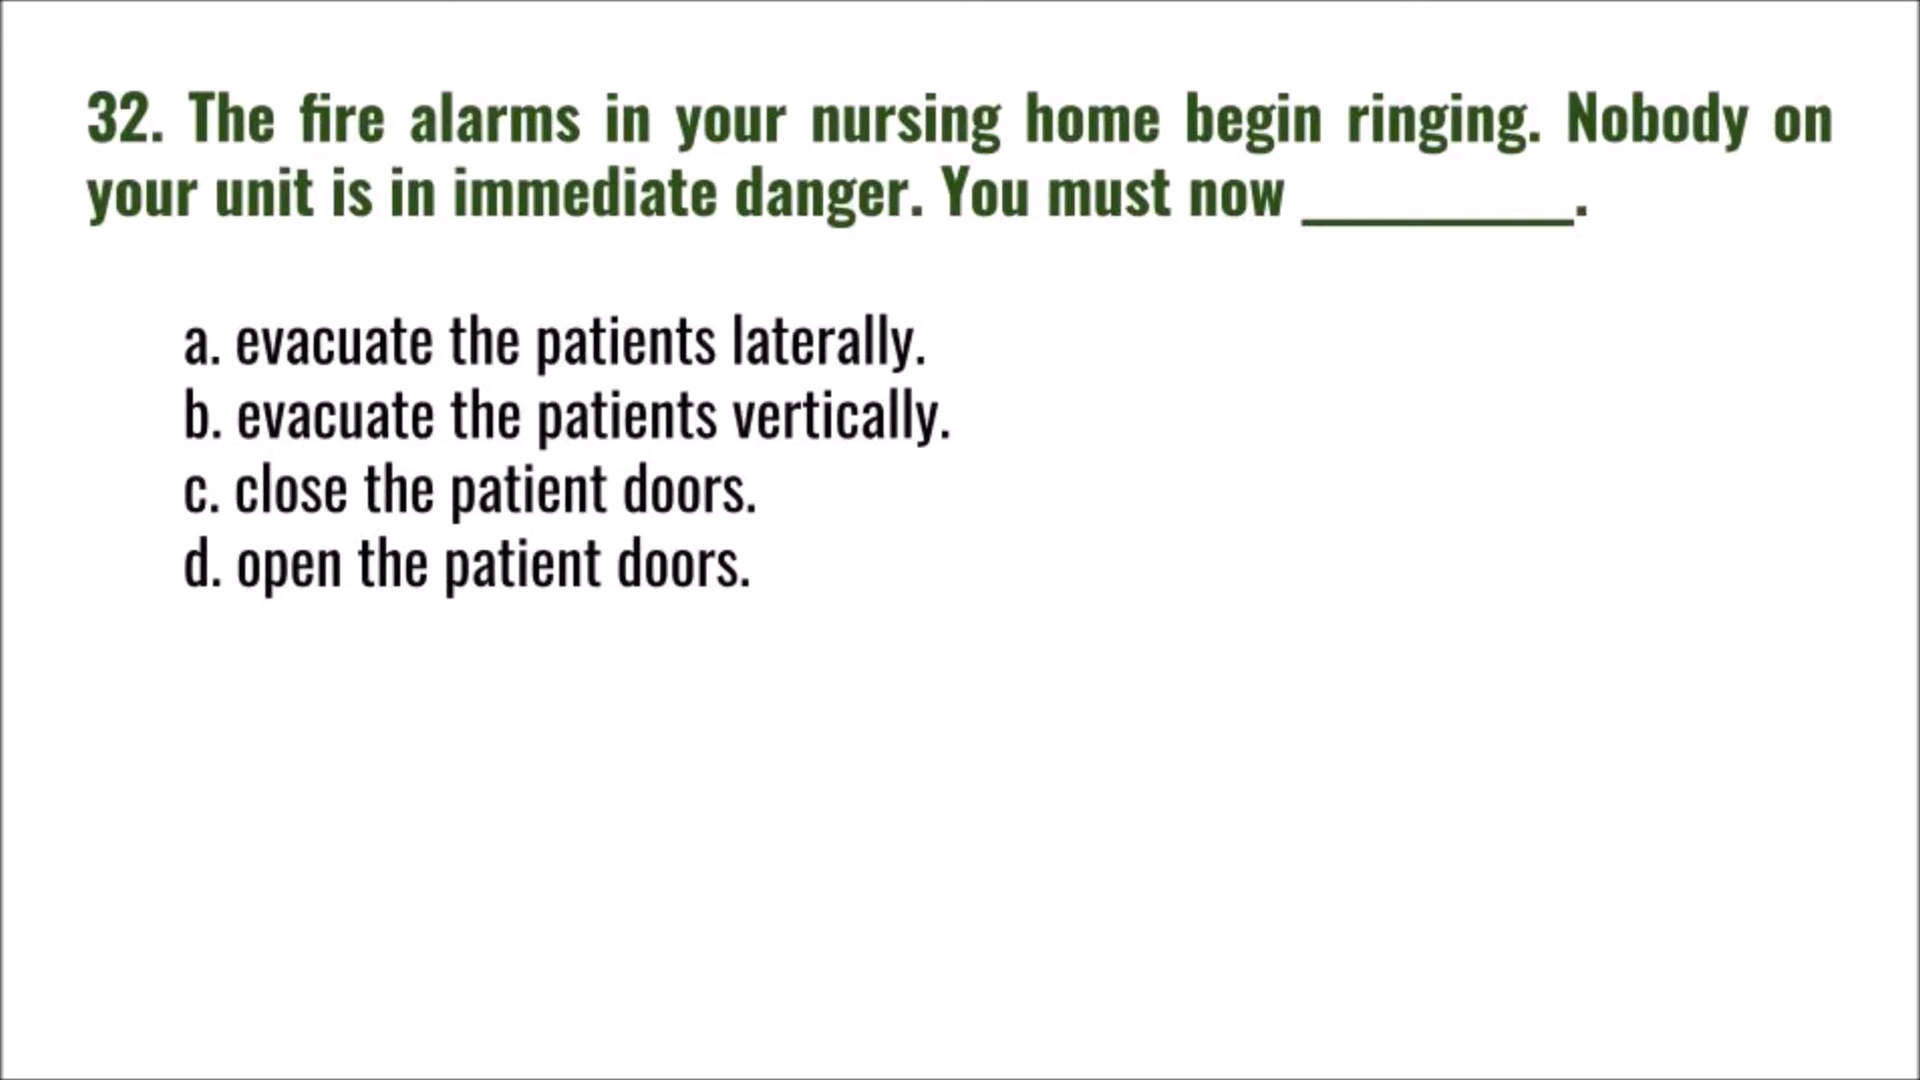 32. The fire alarms in your nursing home begin ringing. Nobody on
your unit is in immediate danger. You must now _________.
a. evacuate the patients laterally.
b. evacuate the patients vertically.
c. close the patient doors.
d. open the patient doors.